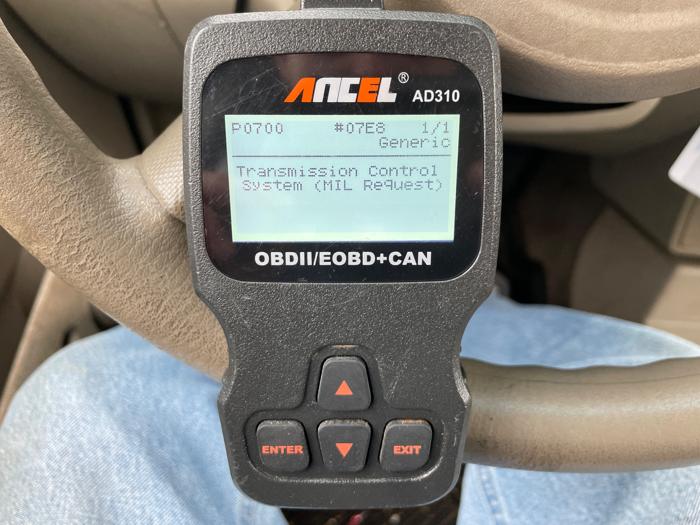 ANCEL® AD310
P0700 #07E8 1/1
Generic
Transmission Control
System (MIL Request)
OBDII/EOBD+CAN
ENTER EXIT